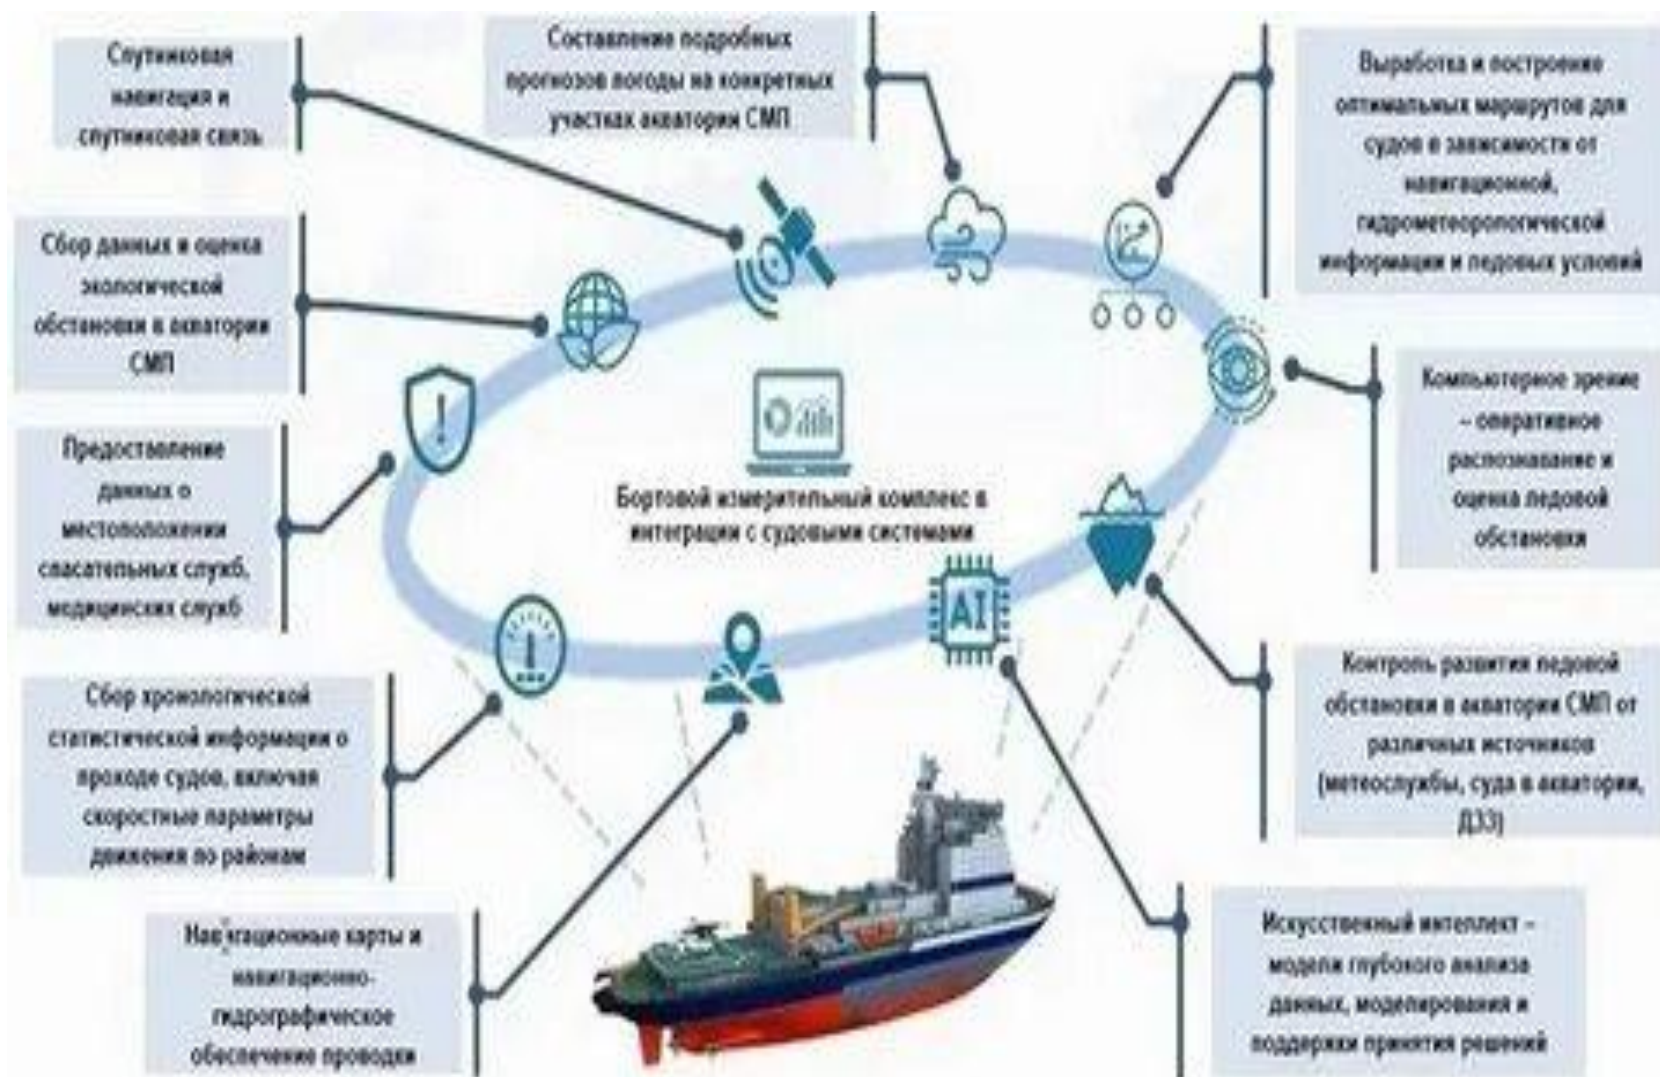 Спутниковая
навигация и
спутниковая связь
Составление подробных
прогнозов погоды на конкретных
участках акватории СМП
Выработка и построение
оптимальных маршрутов для
судов в зависимости от
навигационной,
гидрометеорологической
информации и ледовых условий
Сбор данных и оценка
экологической
обстановки в акватории
СМП
Компьютерное зрение
– оперативное
распознавание и
оценка ледовой
обстановки
Предоставление
данных о
местоположении
спасательных служб,
медицинских служб
Бортовой измерительный комплекс в
интеграции с судовыми системами
AI
Сбор хронологической
статистической информации о
проходе судов, включая
скоростные параметры
движения по районам
Контроль развития ледовой
обстановки в акватории СМП от
различных источников
(метеослужбы, суда в акватории,
ДЗЗ)
Навигационные карты и
навигационно-
гидрографическое
обеспечение проводки
Искусственный интеллект –
модели глубокого анализа
данных, моделирования и
поддержки принятия решений